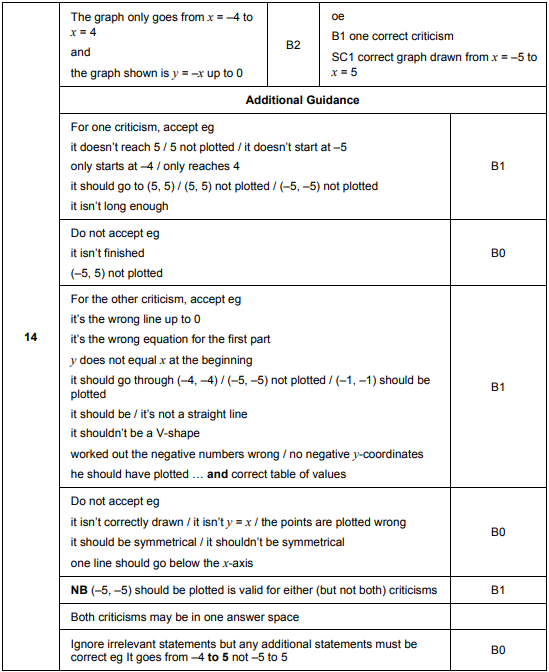 The graph only goes from x = –4 to
x = 4
and
the graph shown is y = –x up to 0
B2
oe
B1 one correct criticism
SC1 correct graph drawn from x = –5 to
x = 5
Additional Guidance
For one criticism, accept eg
it doesn’t reach 5 / 5 not plotted / it doesn’t start at –5
only starts at –4 / only reaches 4
it should go to (5, 5) / (5, 5) not plotted / (–5, –5) not plotted
it isn’t long enough
B1
Do not accept eg
it isn’t finished
(–5, 5) not plotted
B0
14
For the other criticism, accept eg
it’s the wrong line up to 0
it’s the wrong equation for the first part
y does not equal x at the beginning
it should go through (–4, –4) / (–5, –5) not plotted / (–1, –1) should be
plotted
it should be / it’s not a straight line
it shouldn’t be a V-shape
worked out the negative numbers wrong / no negative y-coordinates
he should have plotted … and correct table of values
B1
Do not accept eg
it isn’t correctly drawn / it isn’t y = x / the points are plotted wrong
it should be symmetrical / it shouldn’t be symmetrical
one line should go below the x-axis
B0
NB (–5, –5) should be plotted is valid for either (but not both) criticisms
B1
Both criticisms may be in one answer space
Ignore irrelevant statements but any additional statements must be
correct eg It goes from –4 to 5 not –5 to 5
B0